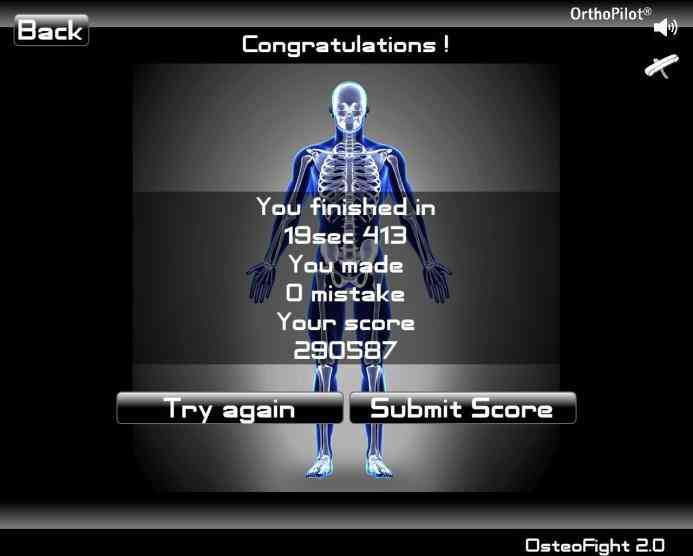 OrthoPilot®
Back
Congratulations !
You finished in
19sec 413
You made
0 mistake
Your score
290587
Try again
Submit Score
OsteoFight 2.0